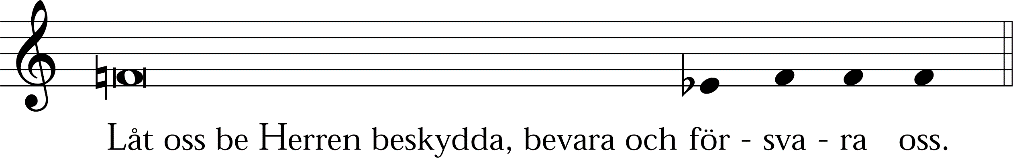 Låt oss be Herren beskydda, bevara och för - sva - ra oss.